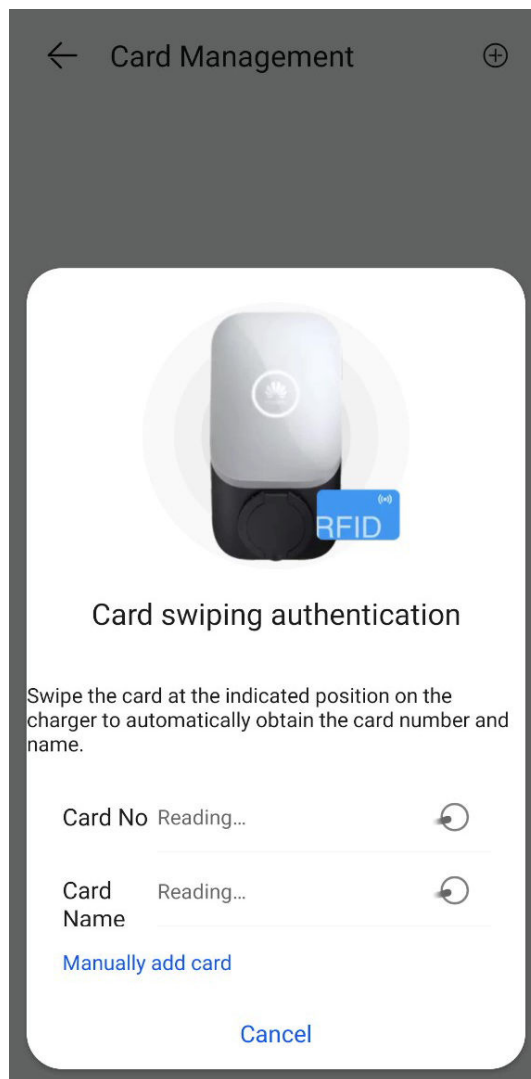 Card Management
RFID
Card swiping authentication
Swipe the card at the indicated position on the
charger to automatically obtain the card number and
name.
Card No Reading...
Card
Name
Reading...
Manually add card
Cancel